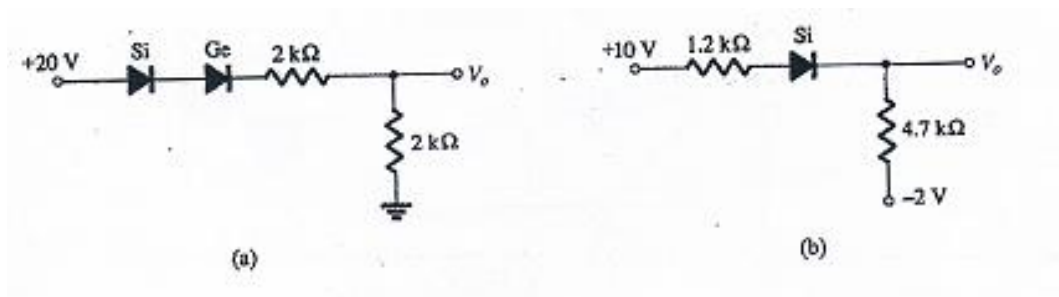 +20 V
Si
Ge
2 kΩ
Vo
2 kΩ
(a)
+10 V
1.2 kΩ
Si
Vo
4.7 kΩ
–2 V
(b)